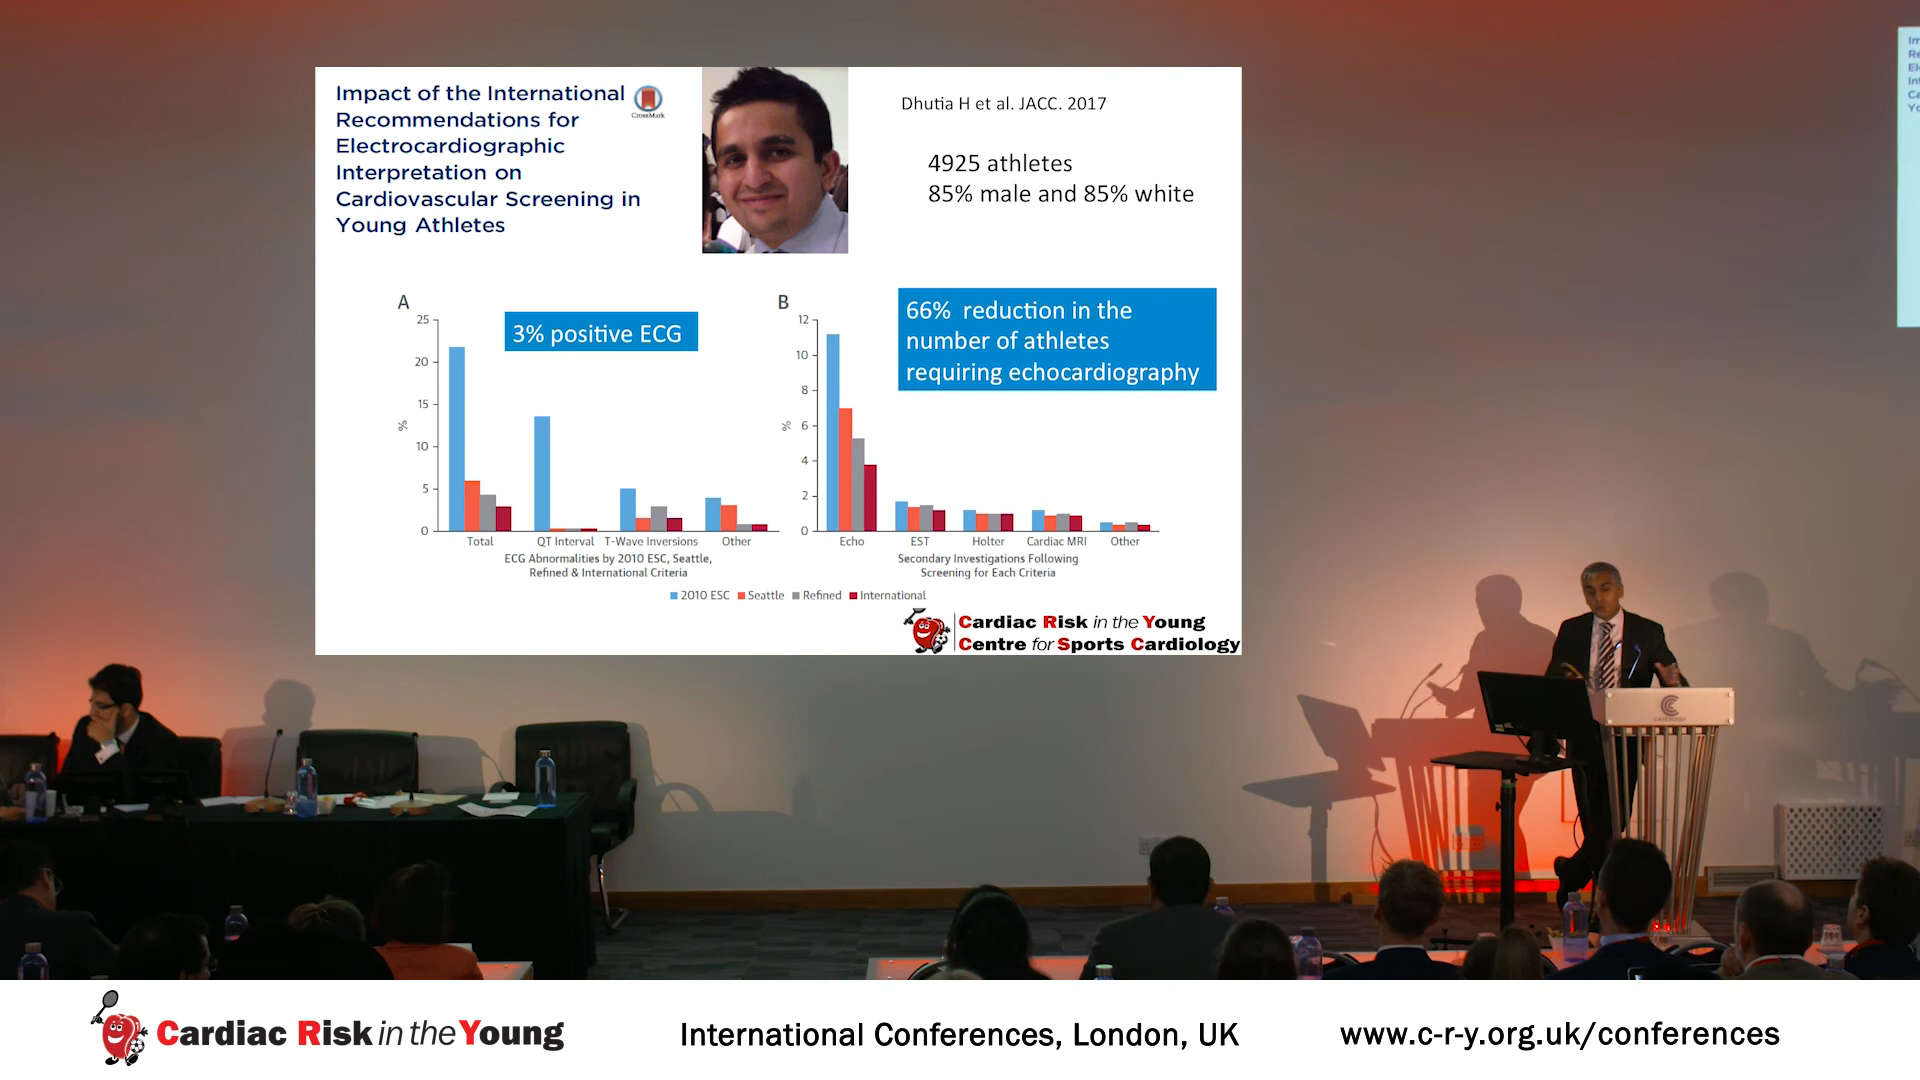 Impact of the International
Recommendations for
Electrocardiographic
Interpretation on
Cardiovascular Screening in
Young Athletes
CrossMark
Dhutia H et al. JACC. 2017
4925 athletes
85% male and 85% white
A
3% positive ECG
25
20
15
10
5
0
%
Total
QT Interval
T-Wave Inversions
Other
ECG Abnormalities by 2010 ESC, Seattle,
Refined & International Criteria
B
66% reduction in the
number of athletes
requiring echocardiography
12
10
8
6
4
2
0
%
Echo
EST
Holter
Cardiac MRI
Other
Secondary Investigations Following
Screening for Each Criteria
2010 ESC
Seattle
Refined
International
Cardiac Risk in the Young
Centre for Sports Cardiology
Cardiac Risk in the Young
International Conferences, London, UK
www.c-r-y.org.uk/conferences